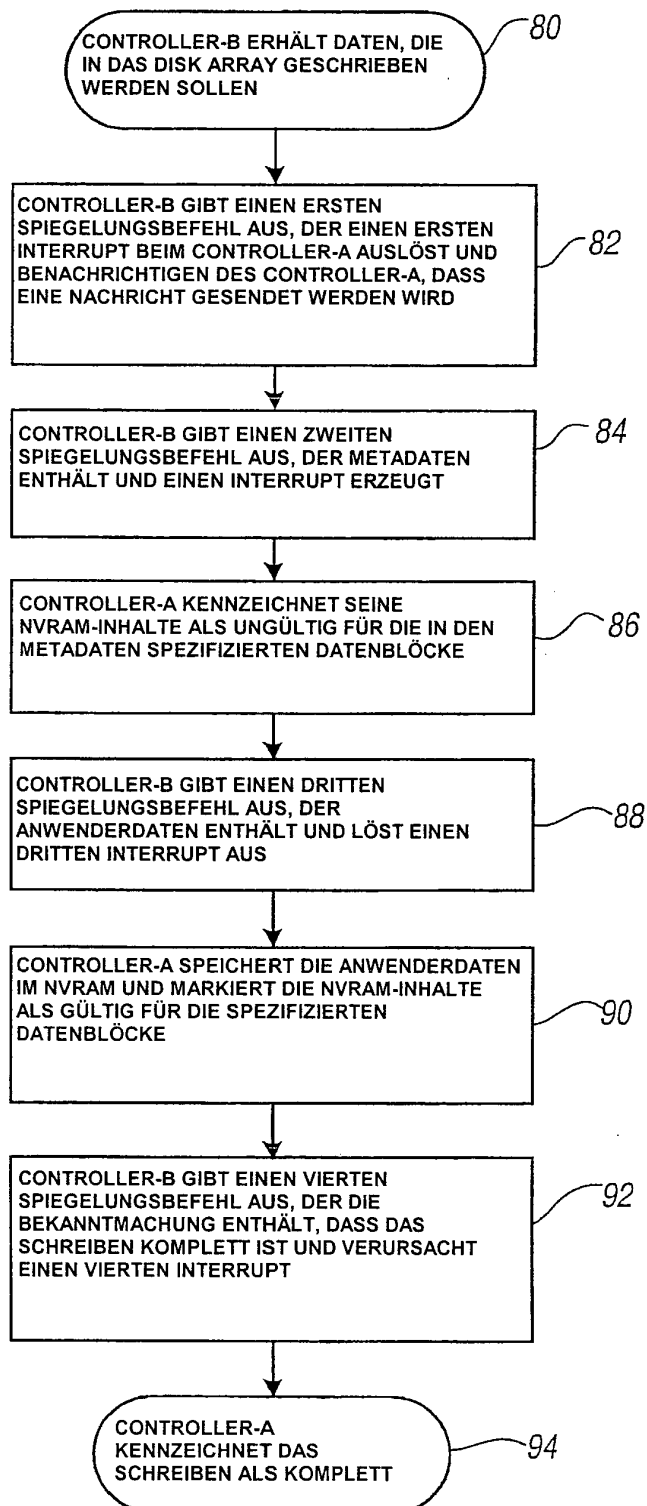 CONTROLLER-B ERHÄLT DATEN, DIE
IN DAS DISK ARRAY GESCHRIEBEN
WERDEN SOLLEN
80
CONTROLLER-B GIBT EINEN ERSTEN
SPIEGELUNGSBEFEHL AUS, DER EINEN ERSTEN
INTERRUPT BEIM CONTROLLER-A AUSLÖST UND
BENACHRICHTIGEN DES CONTROLLER-A, DASS
EINE NACHRICHT GESENDET WERDEN WIRD
82
CONTROLLER-B GIBT EINEN ZWEITEN
SPIEGELUNGSBEFEHL AUS, DER METADATEN
ENTHÄLT UND EINEN INTERRUPT ERZEUGT
84
CONTROLLER-A KENNZEICHNET SEINE
NVRAM-INHALTE ALS UNGÜLTIG FÜR DIE IN DEN
METADATEN SPEZIFIZIERTEN DATENBLÖCKE
86
CONTROLLER-B GIBT EINEN DRITTEN
SPIEGELUNGSBEFEHL AUS, DER
ANWENDERDATEN ENTHÄLT UND LÖST EINEN
DRITTEN INTERRUPT AUS
88
CONTROLLER-A SPEICHERT DIE ANWENDERDATEN
IM NVRAM UND MARKIERT DIE NVRAM-INHALTE
ALS GÜLTIG FÜR DIE SPEZIFIZIERTEN
DATENBLÖCKE
90
CONTROLLER-B GIBT EINEN VIERTEN
SPIEGELUNGSBEFEHL AUS, DER DIE
BEKANNTMACHUNG ENTHÄLT, DASS DAS
SCHREIBEN KOMPLETT IST UND VERURSACHT
EINEN VIERTEN INTERRUPT
92
CONTROLLER-A
KENNZEICHNET DAS
SCHREIBEN ALS KOMPLETT
94